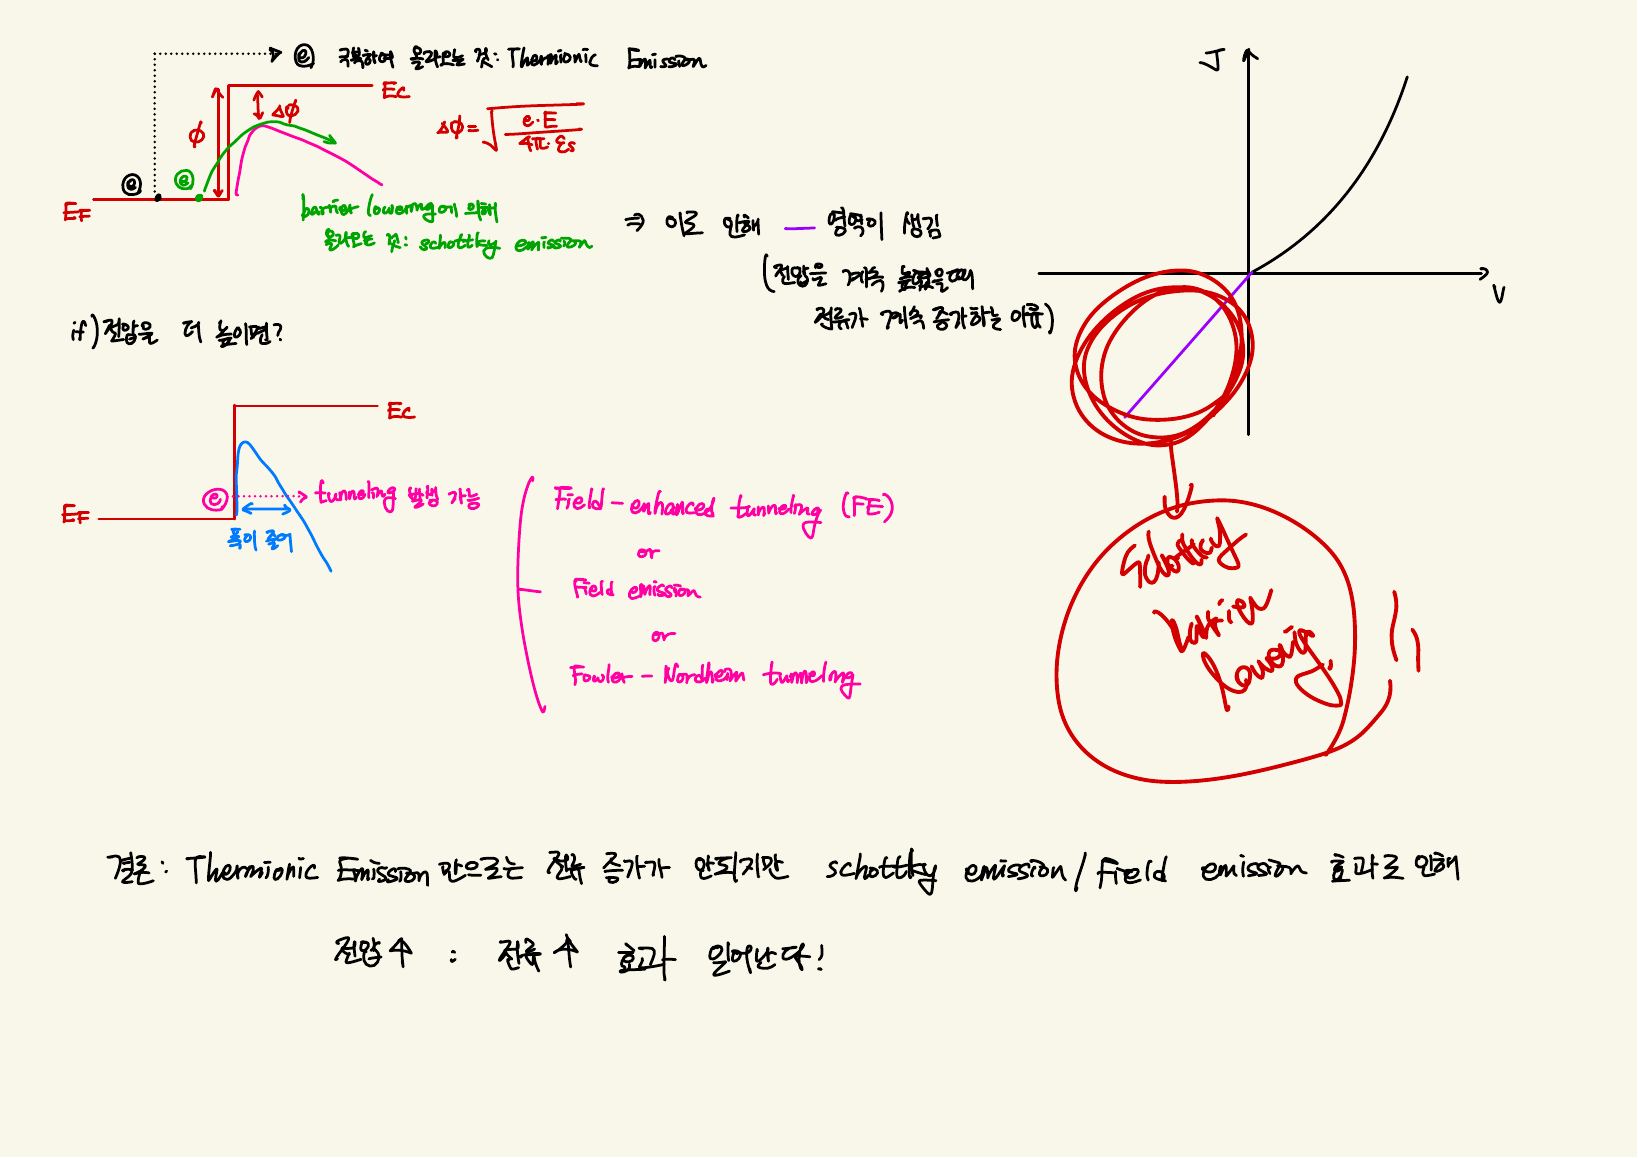 ⓔ 극복하여 올라오는 것: Thermionic Emission
Ec
Δφ
φ
Δφ = √(e·E / 4π·εs)
ⓔ ⓔ
EF
barrier lowering에 의해
올라오는 것: schottky emission
⇒ 이로 인해 — 영역이 생김
(전압을 계속 높였을때
전류가 계속 증가하는 이유)
J
V
if) 전압을 더 높이면?
Ec
ⓔ
tunneling 발생 가능
EF
폭이 줄어
Field-enhanced tunneling (FE)
or
Field emission
or
Fowler-Nordheim tunneling
Schottky
barrier
lowering
결론: Thermionic Emission 만으로는 전류 증가가 안되지만 schottky emission/Field emission 효과로 인해
전압↑ : 전류↑ 효과 일어난다!